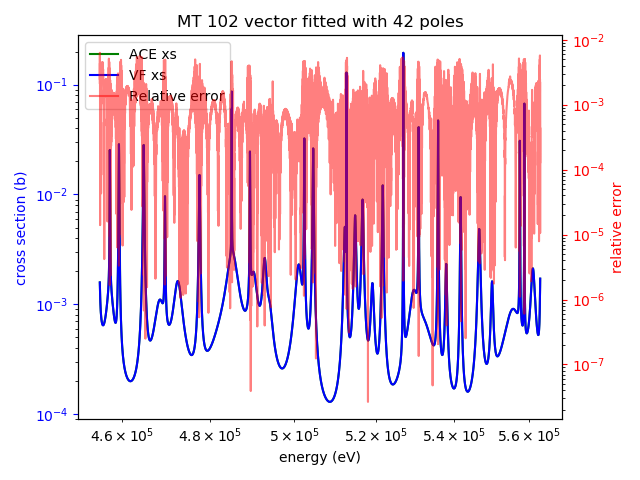 MT 102 vector fitted with 42 poles
ACE xs
VF xs
Relative error
cross section (b)
10⁻¹
10⁻²
10⁻³
10⁻⁴
10⁻²
10⁻³
10⁻⁴
10⁻⁵
10⁻⁶
10⁻⁷
relative error
4.6 × 10⁵ 4.8 × 10⁵ 5 × 10⁵ 5.2 × 10⁵ 5.4 × 10⁵ 5.6 × 10⁵
energy (eV)